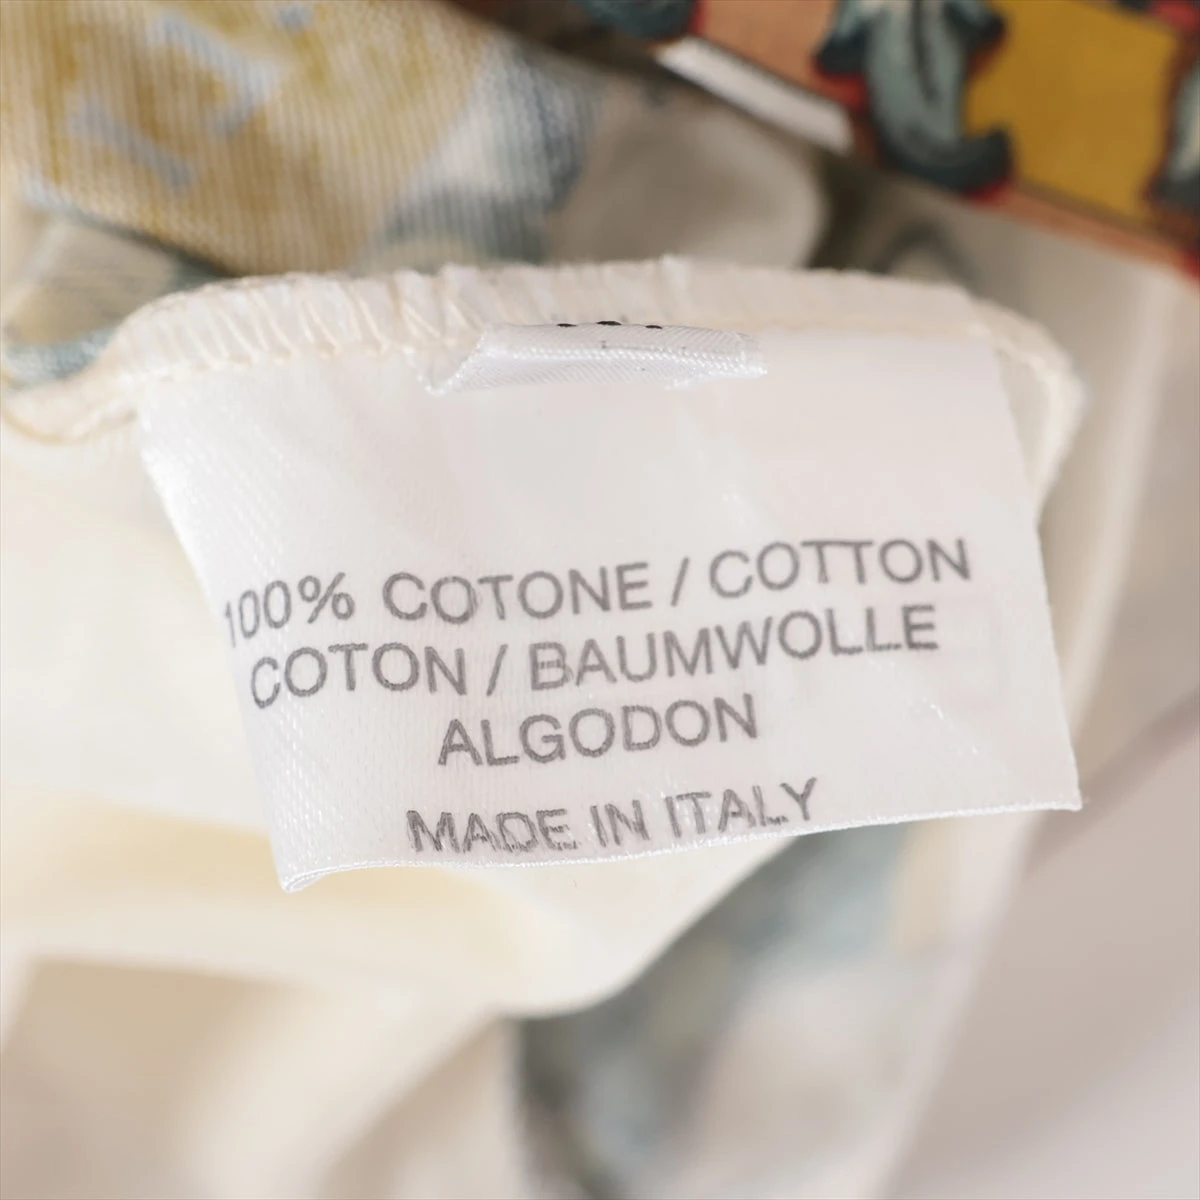 100% COTONE / COTTON
COTON / BAUMWOLLE
ALGODON
MADE IN ITALY